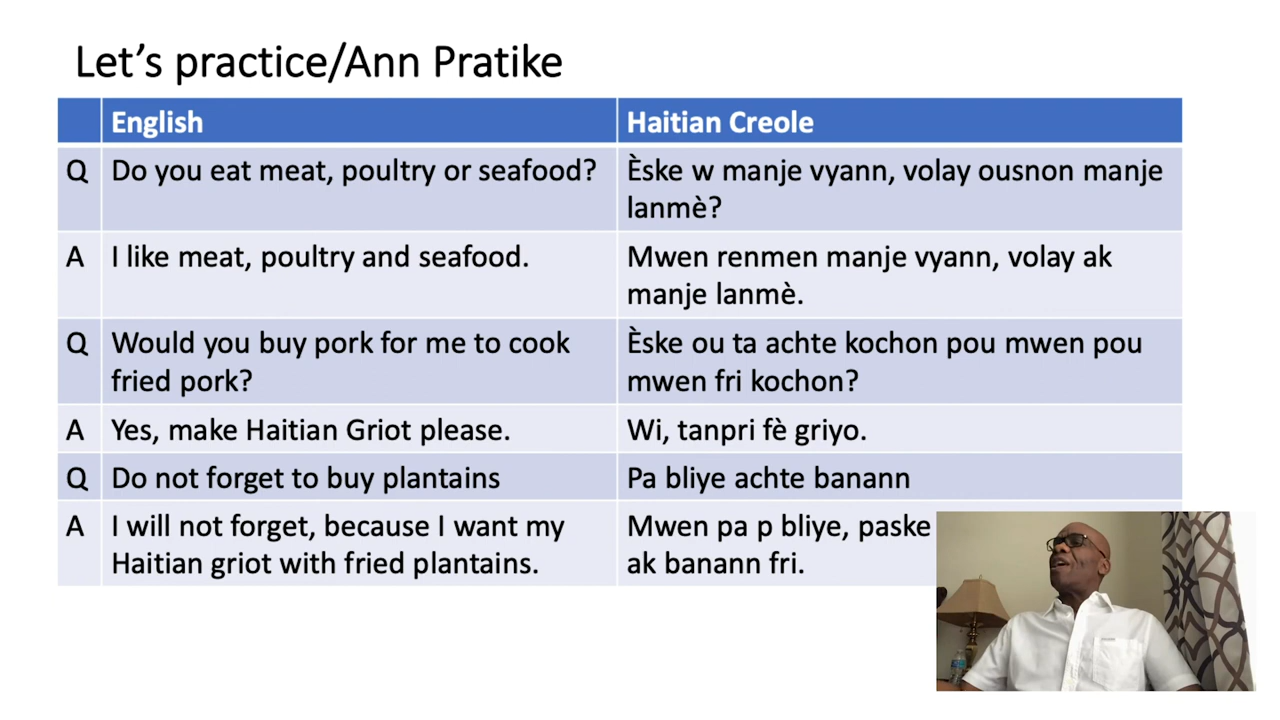 Let's practice/Ann Pratike
English
Haitian Creole
Q
Do you eat meat, poultry or seafood?
Èske w manje vyann, volay ousnon manje
lanmè?
A
I like meat, poultry and seafood.
Mwen renmen manje vyann, volay ak
manje lanmè.
Q
Would you buy pork for me to cook
fried pork?
Èske ou ta achte kochon pou mwen pou
mwen fri kochon?
A
Yes, make Haitian Griot please.
Wi, tanpri fè griyo.
Q
Do not forget to buy plantains
Pa bliye achte banann
A
I will not forget, because I want my
Haitian griot with fried plantains.
Mwen pa p bliye, paske
ak banann fri.